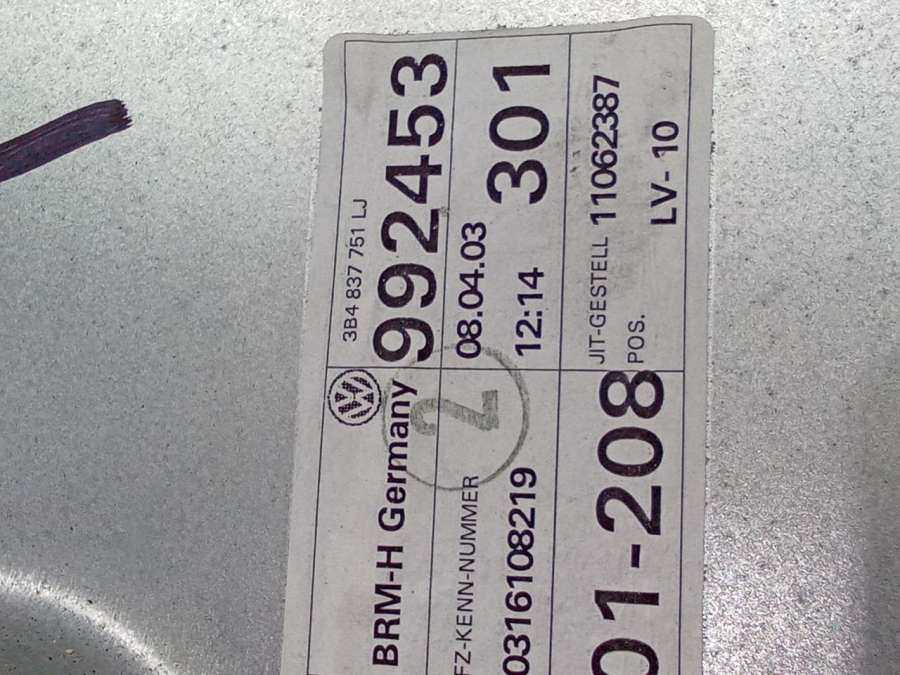 3B4 837 751 LJ
BRM-H Germany 992453
FZ-KENN-NUMMER
08.04.03
0316108219
12:14
301
2
01-208
JIT-GESTELL 11062387
POS.
LV-10